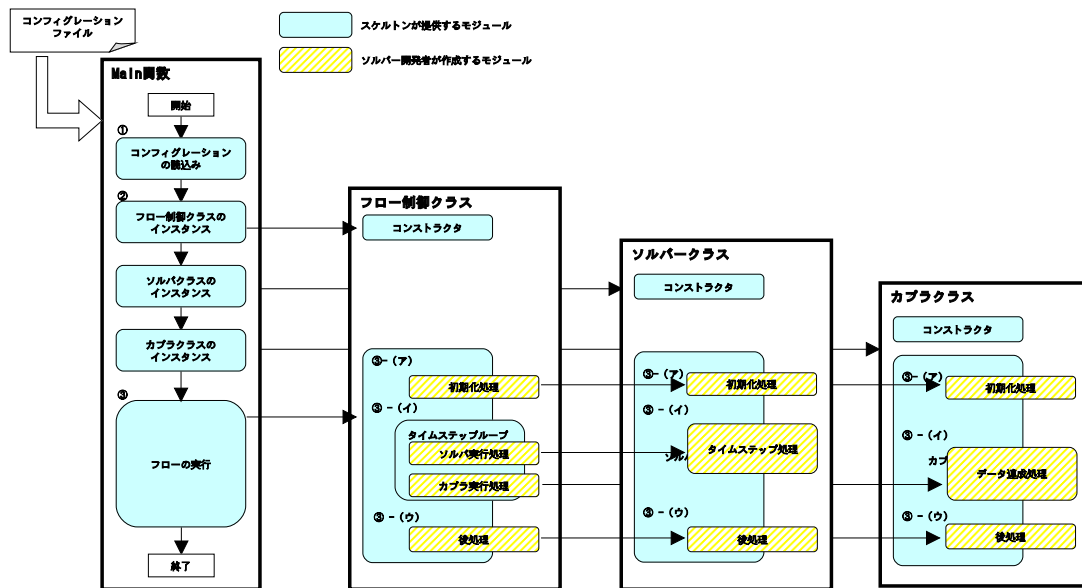 コンフィグレーション
ファイル
スケルトンが提供するモジュール
ソルバー開発者が作成するモジュール
Main関数
開始
①
コンフィグレーション
の読込み
②
フロー制御クラスの
インスタンス
ソルバクラスの
インスタンス
カプラクラスの
インスタンス
③
フローの実行
終了
フロー制御クラス
コンストラクタ
③-(ア)
初期化処理
③-(イ)
タイムステップループ
ソルバ実行処理
カプラ実行処理
③-(ウ)
後処理
ソルバークラス
コンストラクタ
③-(ア)
初期化処理
③-(イ)
タイムステップ処理
ソルバ
③-(ウ)
後処理
カプラクラス
コンストラクタ
③-(ア)
初期化処理
③-(イ)
カプ
データ連成処理
③-(ウ)
後処理